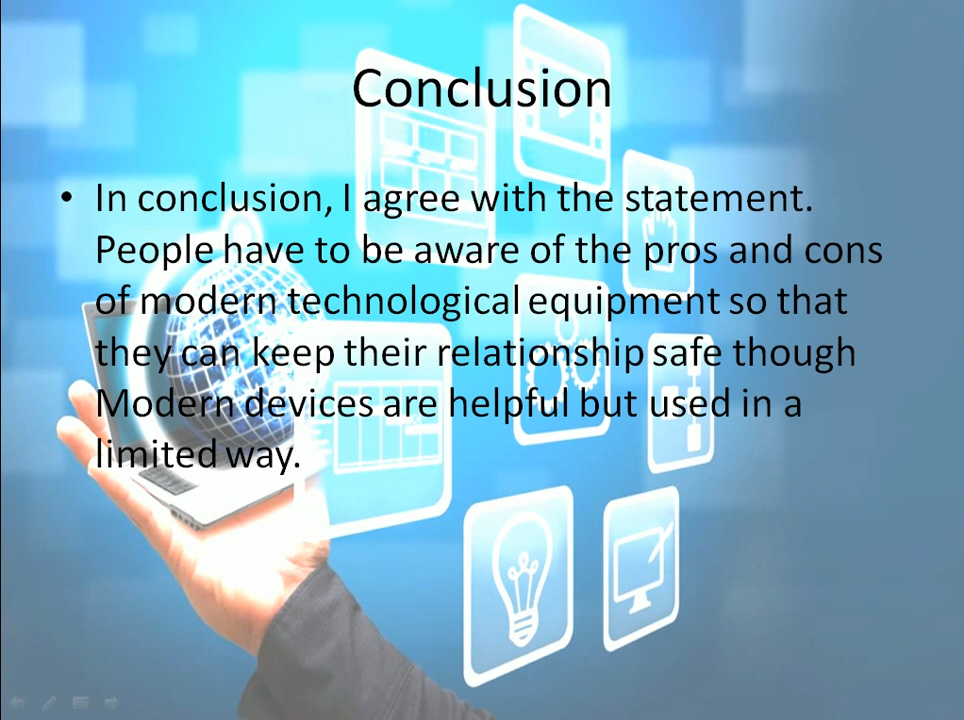 Conclusion
• In conclusion, I agree with the statement.
People have to be aware of the pros and cons
of modern technological equipment so that
they can keep their relationship safe though
Modern devices are helpful but used in a
limited way.